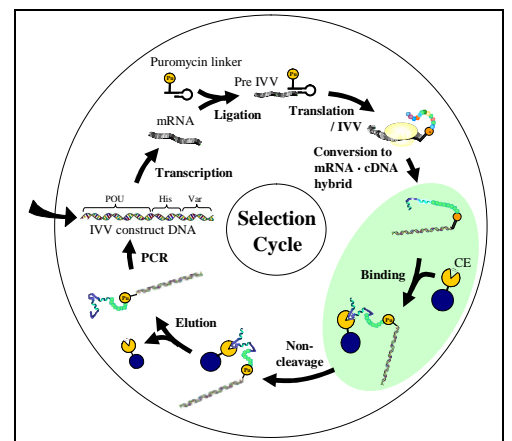 Puromycin linker
Pu
Pre IVV
Pu
Ligation
Translation
/ IVV
mRNA
Conversion to
mRNA · cDNA
hybrid
Transcription
POU
His
Var
IVV construct DNA
Selection
Cycle
Binding
CE
PCR
Pu
Pu
Elution
Non-
cleavage
Pu